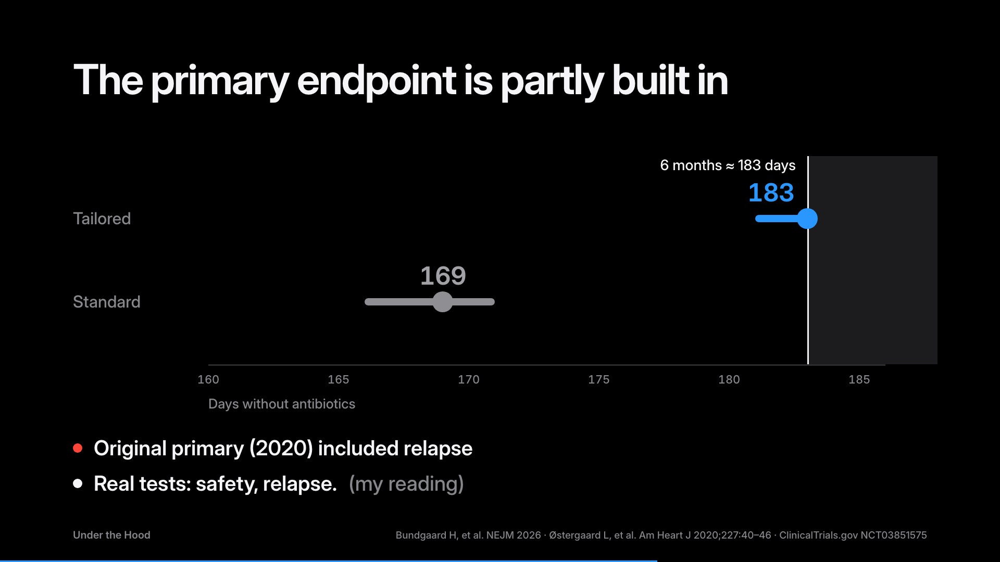 The primary endpoint is partly built in
6 months ≈ 183 days
183
Tailored
169
Standard
160 165 170 175 180 185
Days without antibiotics
Original primary (2020) included relapse
Real tests: safety, relapse. (my reading)
Under the Hood
Bundgaard H, et al. NEJM 2026 · Østergaard L, et al. Am Heart J 2020;227:40–46 · ClinicalTrials.gov NCT03851575